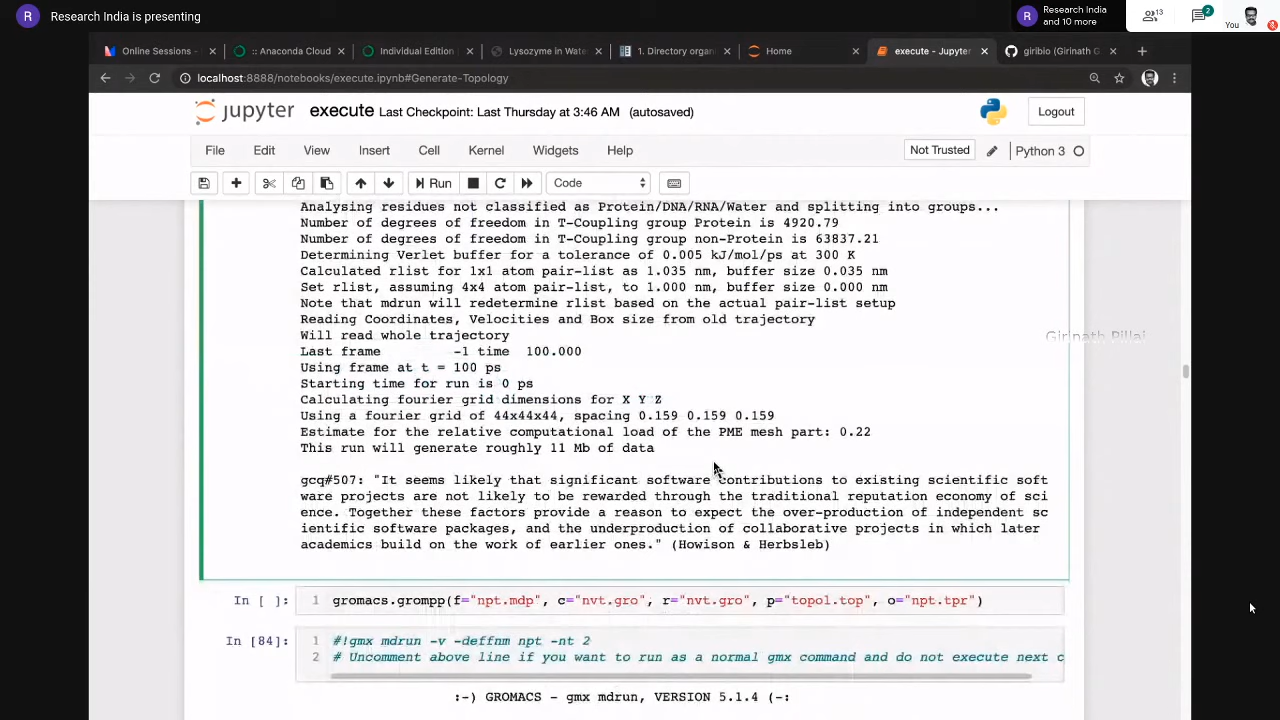 R Research India is presenting
R Research India and 10 more
13
2
You
Online Sessions -
:: Anaconda Cloud
Individual Edition
Lysozyme in Wate
1. Directory organ
Home
execute - Jupyter
giribio (Girinath G
localhost:8888/notebooks/execute.ipynb#Generate-Topology
jupyter execute Last Checkpoint: Last Thursday at 3:46 AM (autosaved)
Logout
File Edit View Insert Cell Kernel Widgets Help
Not Trusted
Python 3
Run
Code
Analysing residues not classified as Protein/DNA/RNA/Water and splitting into groups...
Number of degrees of freedom in T-Coupling group Protein is 4920.79
Number of degrees of freedom in T-Coupling group non-Protein is 63837.21
Determining Verlet buffer for a tolerance of 0.005 kJ/mol/ps at 300 K
Calculated rlist for 1x1 atom pair-list as 1.035 nm, buffer size 0.035 nm
Set rlist, assuming 4x4 atom pair-list, to 1.000 nm, buffer size 0.000 nm
Note that mdrun will redetermine rlist based on the actual pair-list setup
Reading Coordinates, Velocities and Box size from old trajectory
Will read whole trajectory
Last frame -1 time 100.000
Using frame at t = 100 ps
Starting time for run is 0 ps
Calculating fourier grid dimensions for X Y Z
Using a fourier grid of 44x44x44, spacing 0.159 0.159 0.159
Estimate for the relative computational load of the PME mesh part: 0.22
This run will generate roughly 11 Mb of data
Girinath Pillai
gcq#507: "It seems likely that significant software contributions to existing scientific soft
ware projects are not likely to be rewarded through the traditional reputation economy of sci
ence. Together these factors provide a reason to expect the over-production of independent sc
ientific software packages, and the underproduction of collaborative projects in which later
academics build on the work of earlier ones." (Howison & Herbsleb)
In [ ]: 1 gromacs.grompp(f="npt.mdp", c="nvt.gro", r="nvt.gro", p="topol.top", o="npt.tpr")
In [84]: 1 #!gmx mdrun -v -deffnm npt -nt 2
2 # Uncomment above line if you want to run as a normal gmx command and do not execute next c
:-) GROMACS - gmx mdrun, VERSION 5.1.4 (-: